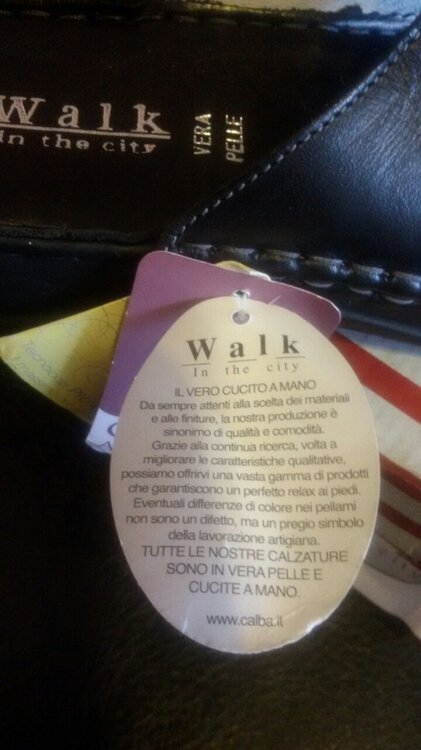 Walk
in the city
VERA
PELLE
Walk
In the city
IL VERO CUCITO A MANO
Da sempre attenti alla scelta dei materiali
e alle finiture, la nostra produzione è
sinonimo di qualità e comodità.
Grazie alla continua ricerca, volta a
migliorare le caratteristiche qualitative,
possiamo offrirvi una vasta gamma di prodotti
che garantiscono un perfetto relax ai piedi.
Eventuali differenze di colore nei pellami
non sono un difetto, ma un pregio simbolo
della lavorazione artigiana.
TUTTE LE NOSTRE CALZATURE
SONO IN VERA PELLE E
CUCITE A MANO.
www.calba.it